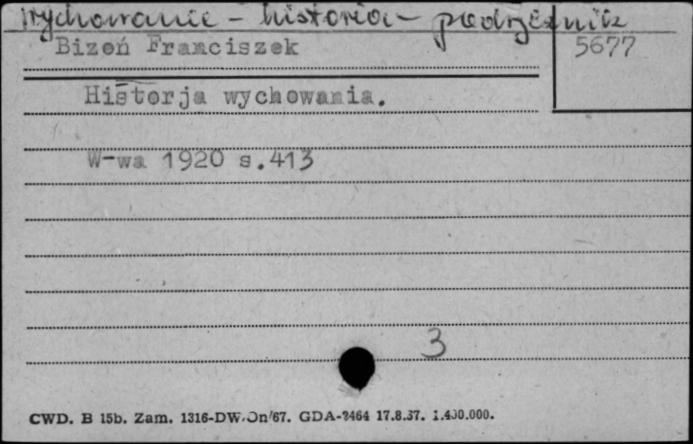 wychowanie - historia - podręcznik
Bizoń Franciszek
5677
Historja wychowania.
W-wa 1920 s.413
3
CWD. B 15b. Zam. 1316-DW.On/67. GDA-2464 17.8.67. 1.400.000.